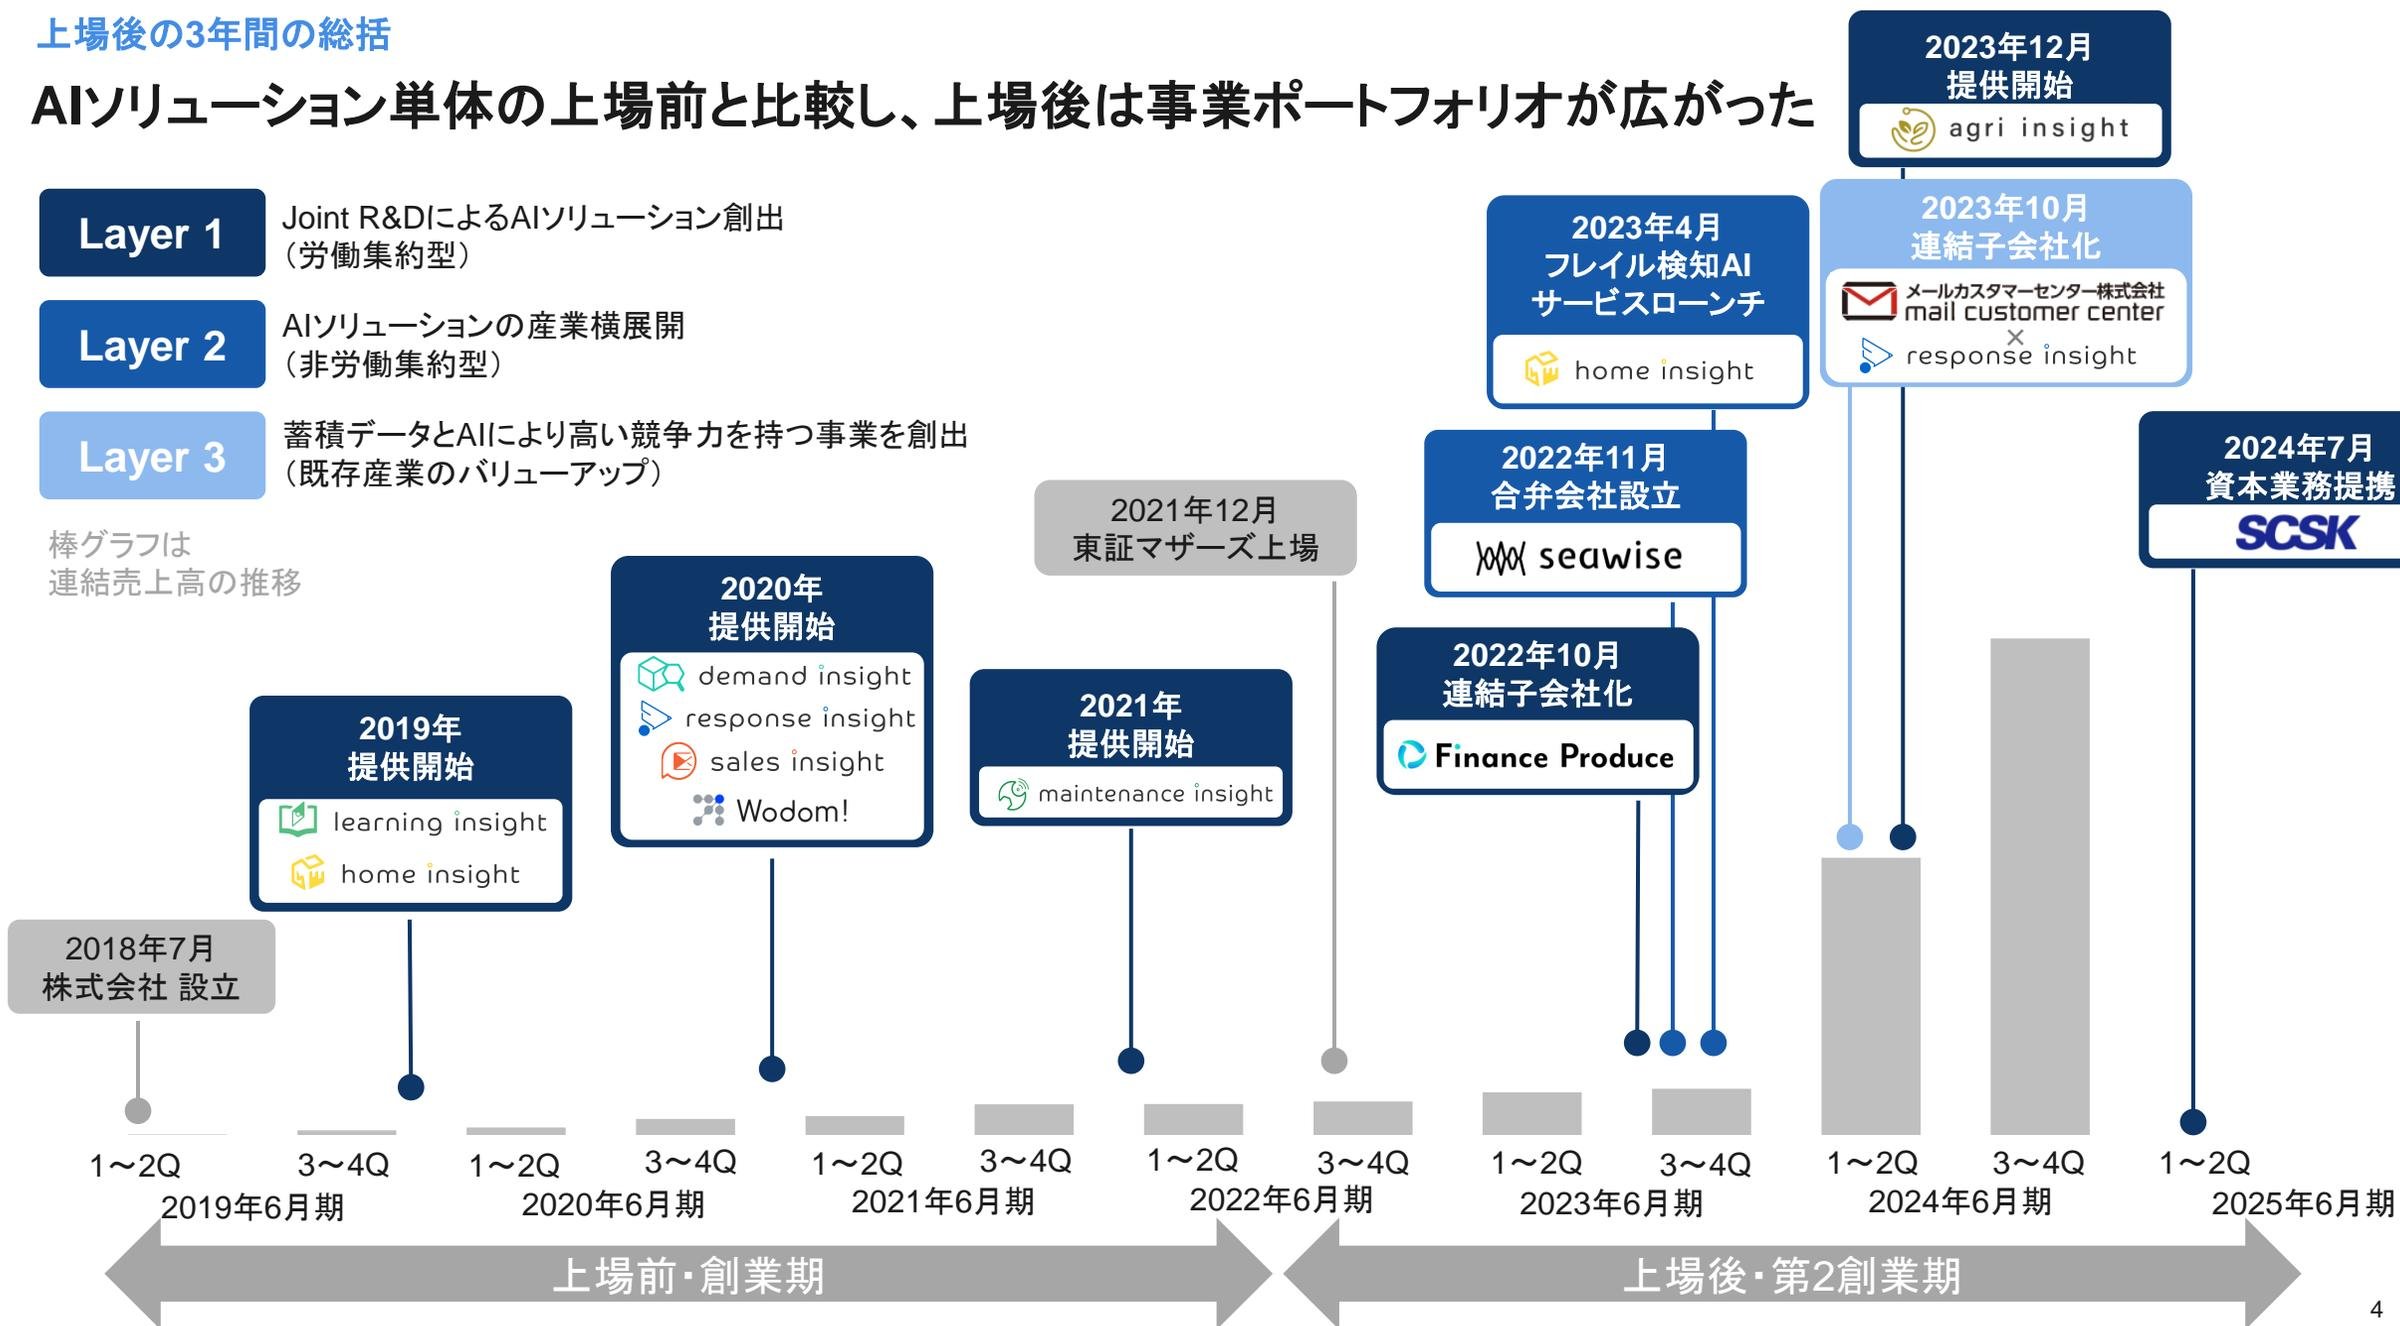 上場後の3年間の総括
AIソリューション単体の上場前と比較し、上場後は事業ポートフォリオが広がった
Layer 1
Joint R&DによるAIソリューション創出
（労働集約型）
Layer 2
AIソリューションの産業横展開
（非労働集約型）
Layer 3
蓄積データとAIにより高い競争力を持つ事業を創出
（既存産業のバリューアップ）
棒グラフは
連結売上高の推移
2018年7月
株式会社 設立
2019年
提供開始
learning insight
home insight
2020年
提供開始
demand insight
response insight
sales insight
Wodom!
2021年
提供開始
maintenance insight
2021年12月
東証マザーズ上場
2022年10月
連結子会社化
Finance Produce
2022年11月
合弁会社設立
seawise
2023年4月
フレイル検知AI
サービスローンチ
home insight
2023年10月
連結子会社化
メールカスタマーセンター株式会社
mail customer center
×
response insight
2023年12月
提供開始
agri insight
2024年7月
資本業務提携
SCSK
1～2Q
3～4Q
1～2Q
3～4Q
1～2Q
3～4Q
1～2Q
3～4Q
1～2Q
3～4Q
1～2Q
3～4Q
1～2Q
2019年6月期
2020年6月期
2021年6月期
2022年6月期
2023年6月期
2024年6月期
2025年6月期
上場前・創業期
上場後・第2創業期
4